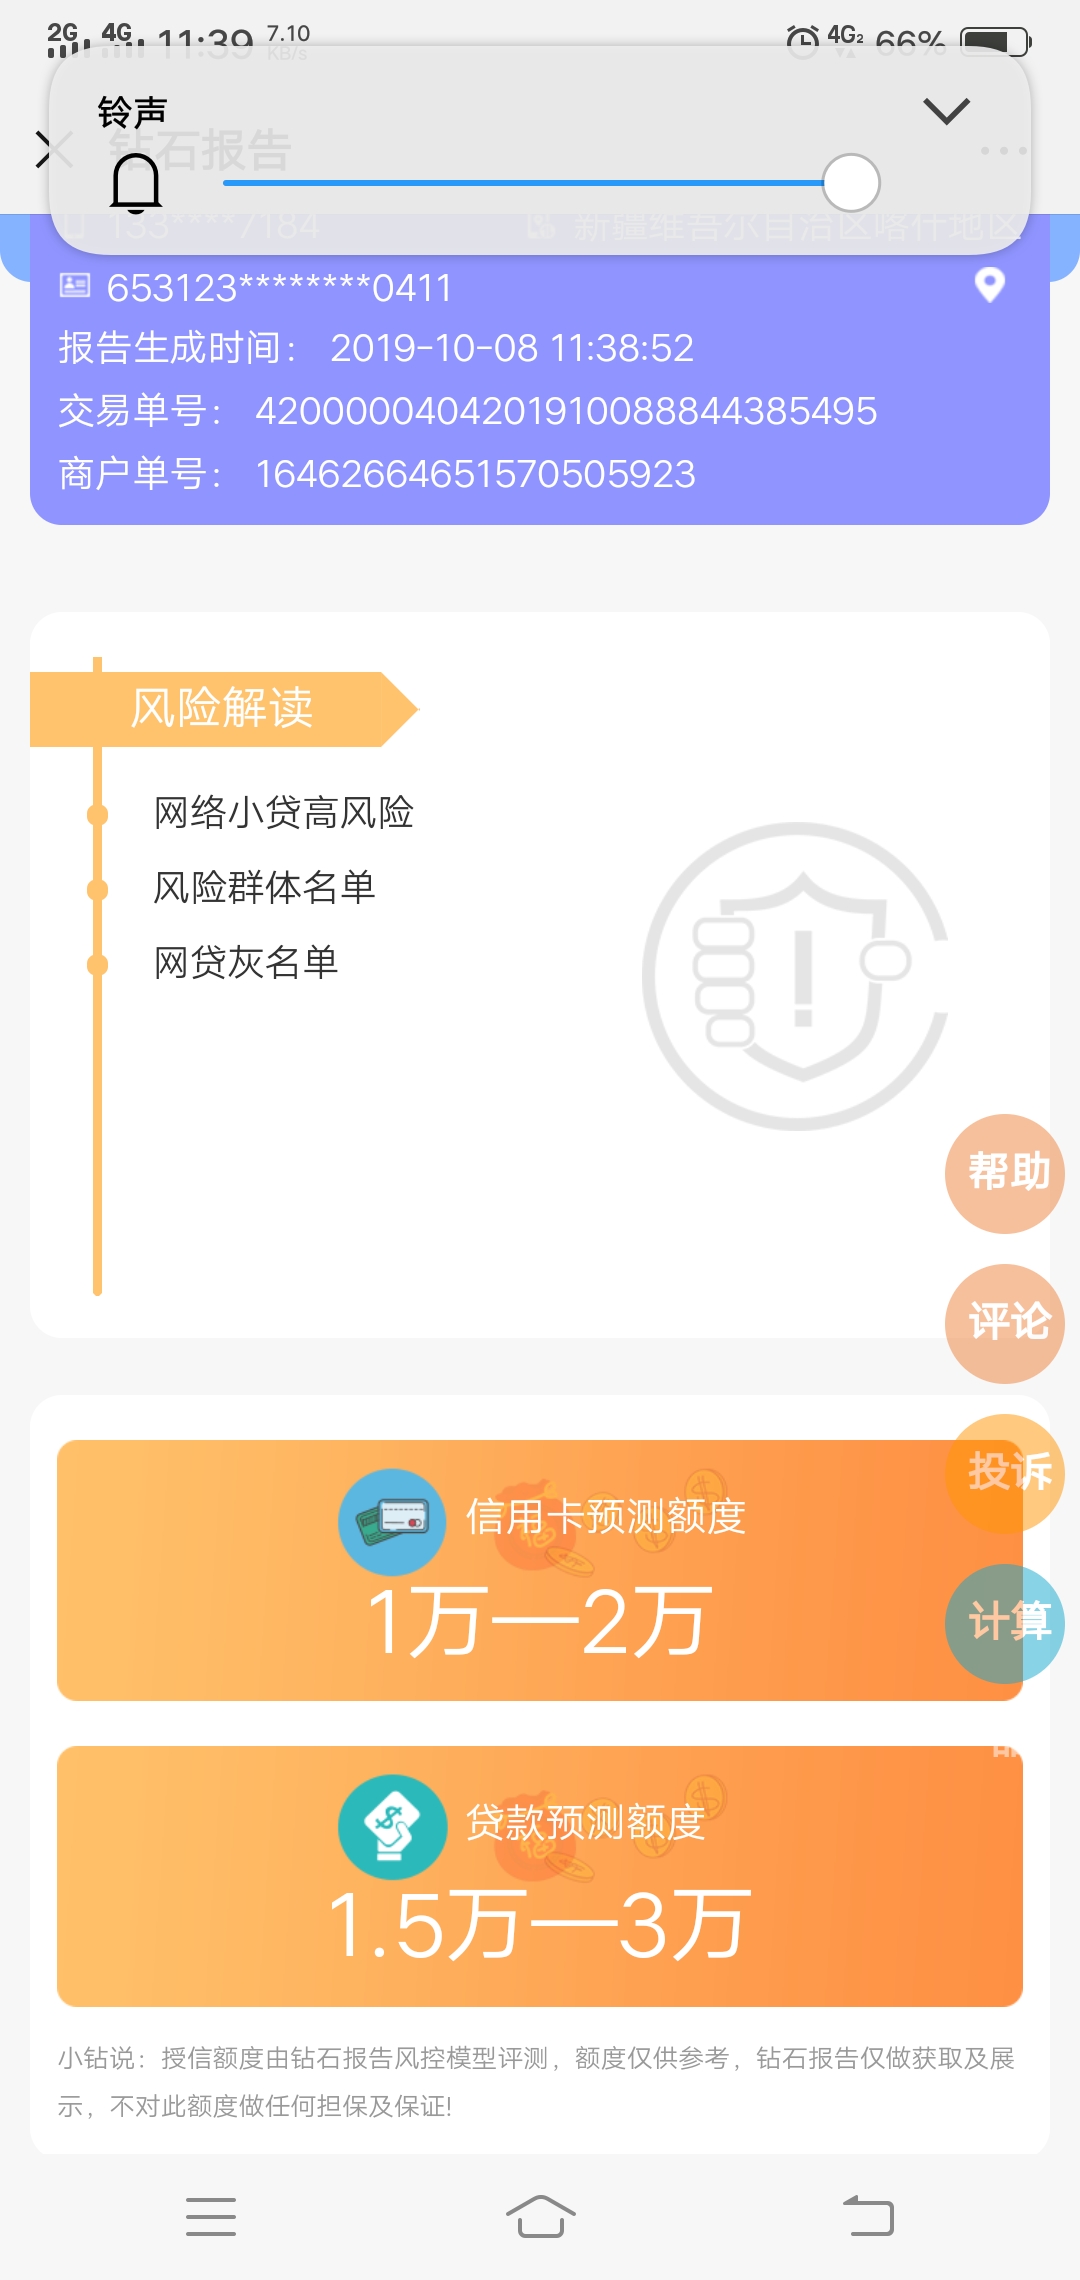 2G 4G 11:39 7.10 KB/s 4G2 66%
铃声
钻石报告
133****7184 新疆维吾尔自治区喀什地区
653123********0411
报告生成时间： 2019-10-08 11:38:52
交易单号： 4200000404201910088844385495
商户单号： 16462664651570505923
风险解读
网络小贷高风险
风险群体名单
网贷灰名单
帮助
评论
投诉
信用卡预测额度
1万—2万
计算
贷款预测额度
1.5万—3万
小钻说：授信额度由钻石报告风控模型评测，额度仅供参考，钻石报告仅做获取及展
示，不对此额度做任何担保及保证!